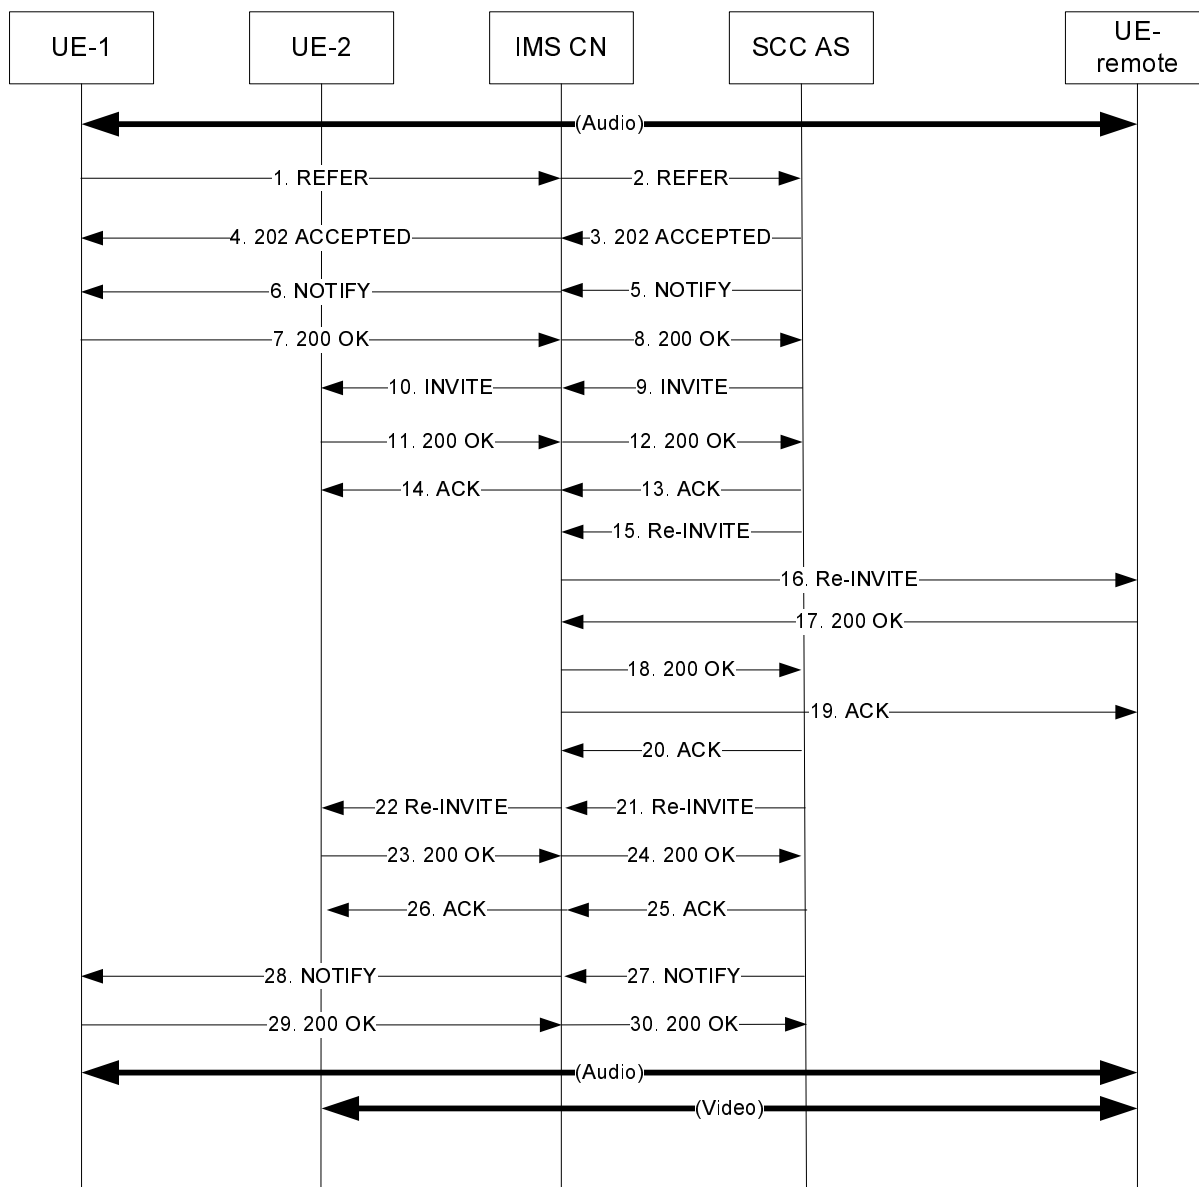 UE-1
UE-2
IMS CN
SCC AS
UE-
remote
(Audio)
1. REFER
2. REFER
4. 202 ACCEPTED
3. 202 ACCEPTED
6. NOTIFY
5. NOTIFY
7. 200 OK
8. 200 OK
10. INVITE
9. INVITE
11. 200 OK
12. 200 OK
14. ACK
13. ACK
15. Re-INVITE
16. Re-INVITE
17. 200 OK
18. 200 OK
19. ACK
20. ACK
22 Re-INVITE
21. Re-INVITE
23. 200 OK
24. 200 OK
26. ACK
25. ACK
28. NOTIFY
27. NOTIFY
29. 200 OK
30. 200 OK
(Audio)
(Video)